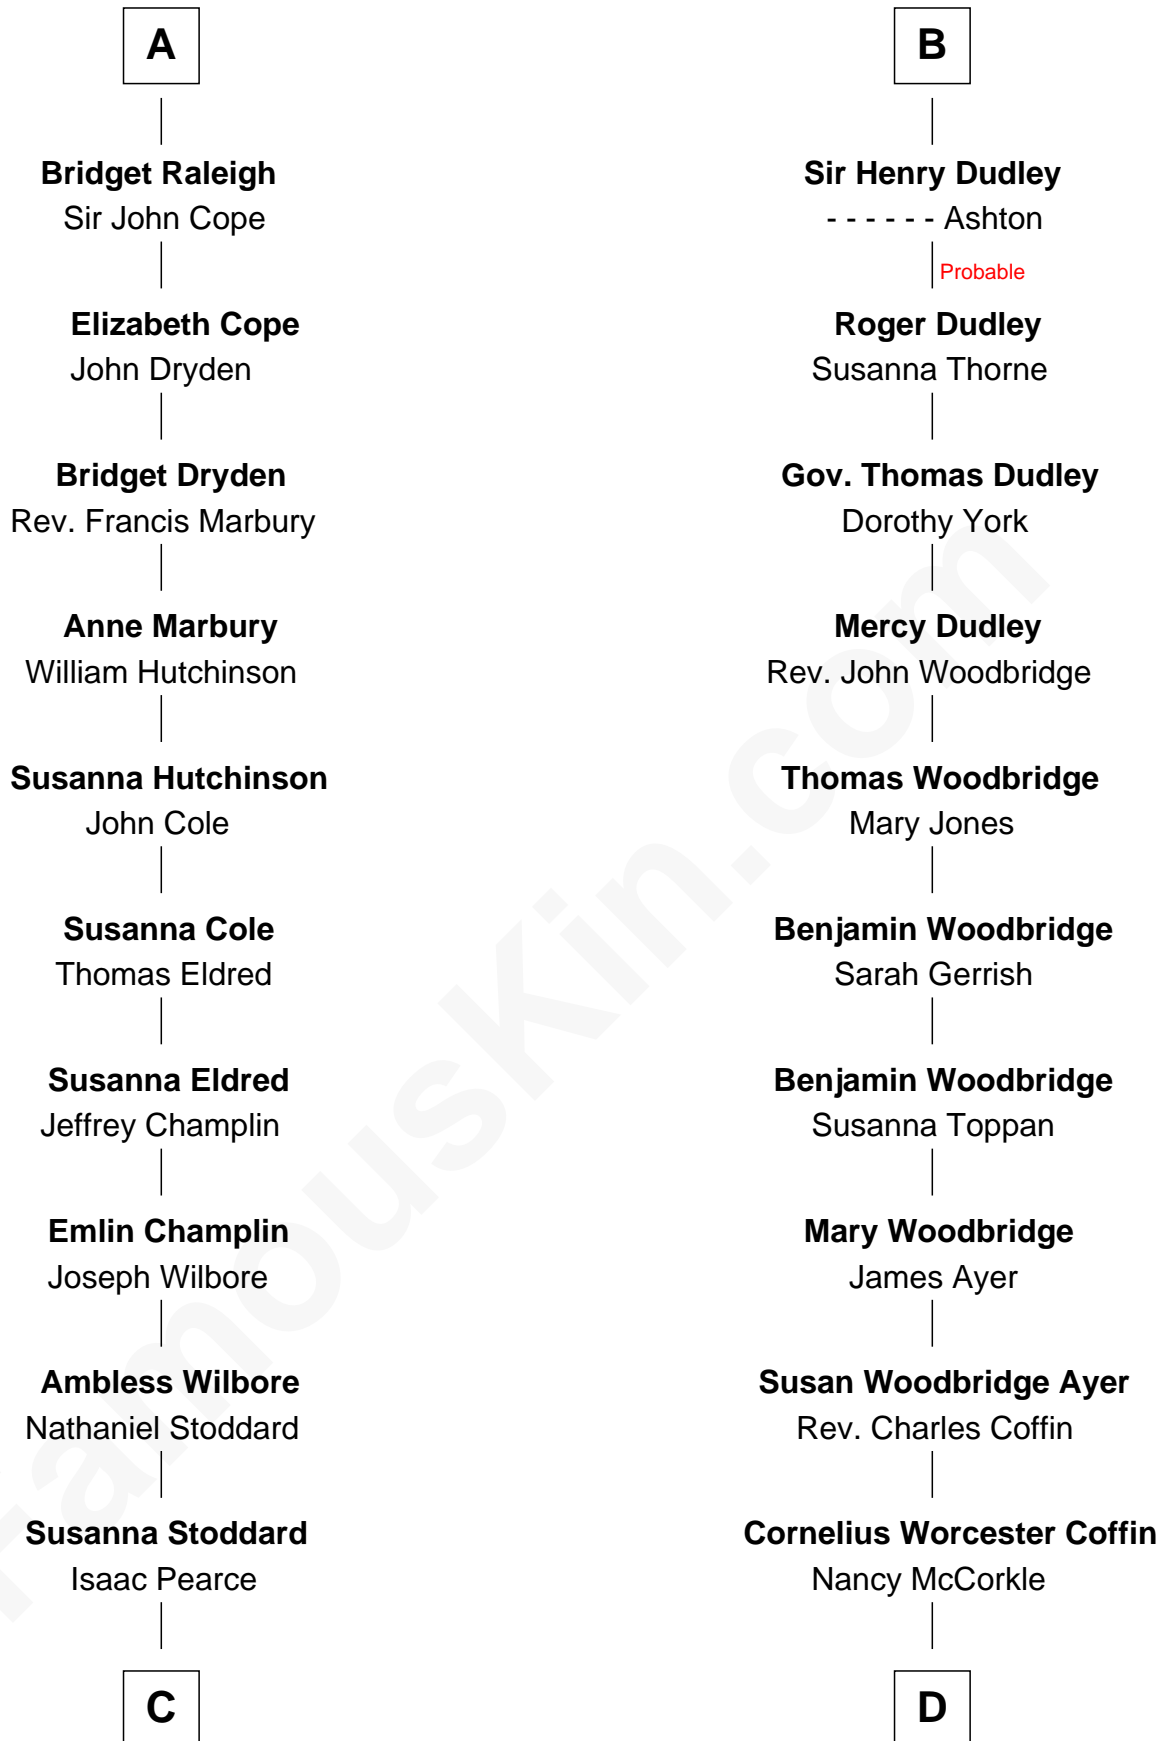 A
Bridget Raleigh
Sir John Cope
Elizabeth Cope
John Dryden
Bridget Dryden
Rev. Francis Marbury
Anne Marbury
William Hutchinson
Susanna Hutchinson
John Cole
Susanna Cole
Thomas Eldred
Susanna Eldred
Jeffrey Champlin
Emlin Champlin
Joseph Wilbore
Ambless Wilbore
Nathaniel Stoddard
Susanna Stoddard
Isaac Pearce
C
B
Sir Henry Dudley
- - - - - - Ashton
Probable
Roger Dudley
Susanna Thorne
Gov. Thomas Dudley
Dorothy York
Mercy Dudley
Rev. John Woodbridge
Thomas Woodbridge
Mary Jones
Benjamin Woodbridge
Sarah Gerrish
Benjamin Woodbridge
Susanna Toppan
Mary Woodbridge
James Ayer
Susan Woodbridge Ayer
Rev. Charles Coffin
Cornelius Worcester Coffin
Nancy McCorkle
D
FamousKin.com